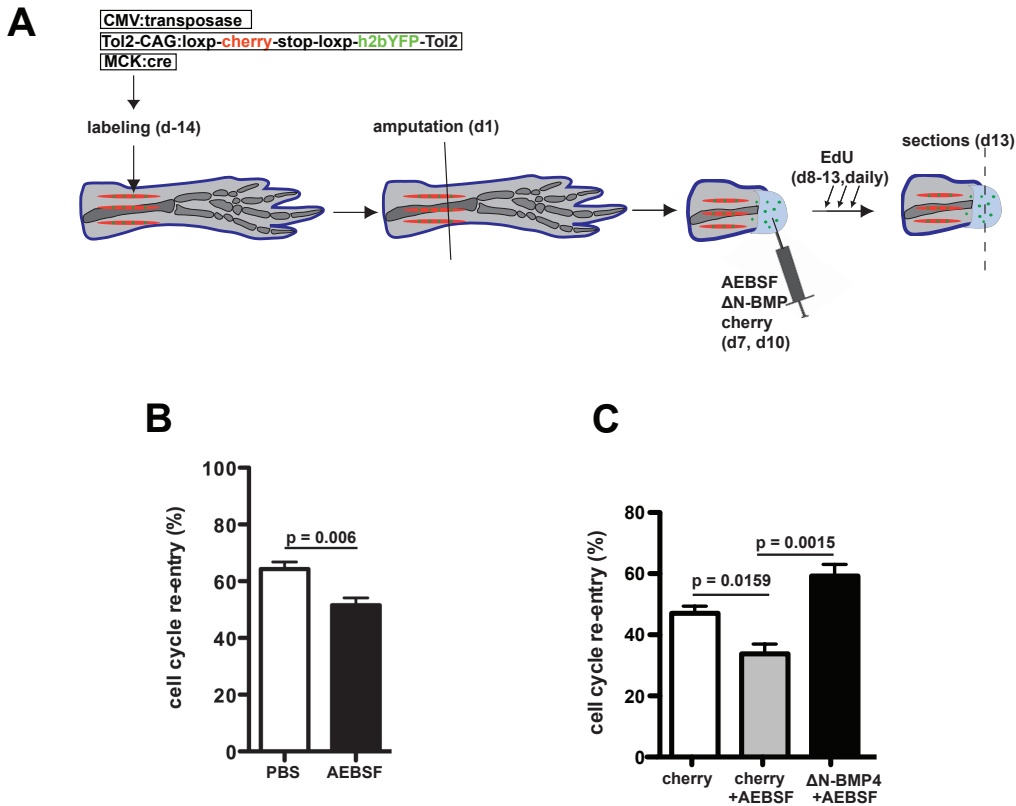 A
CMV:transposase
Tol2-CAG:loxp-cherry-stop-loxp-h2bYFP-Tol2
MCK:cre
labeling (d-14)
amputation (d1)
EdU
(d8-13,daily)
sections (d13)
AEBSF
ΔN-BMP
cherry
(d7, d10)
B
cell cycle re-entry (%)
100
80
60
40
20
0
p = 0.006
PBS
AEBSF
C
cell cycle re-entry (%)
80
60
40
20
0
p = 0.0015
p = 0.0159
cherry
cherry
+AEBSF
ΔN-BMP4
+AEBSF